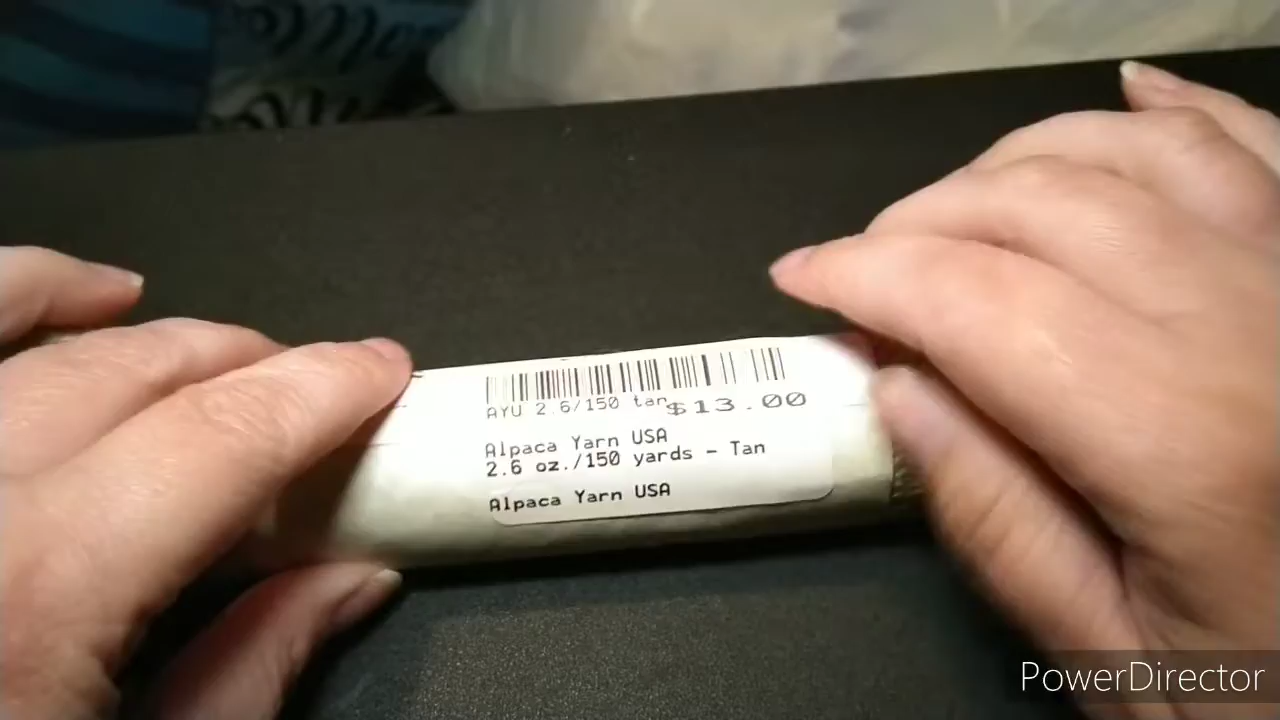 AYU 2.6/150 tan
$13.00
Alpaca Yarn USA
2.6 oz./150 yards - Tan
Alpaca Yarn USA
PowerDirector